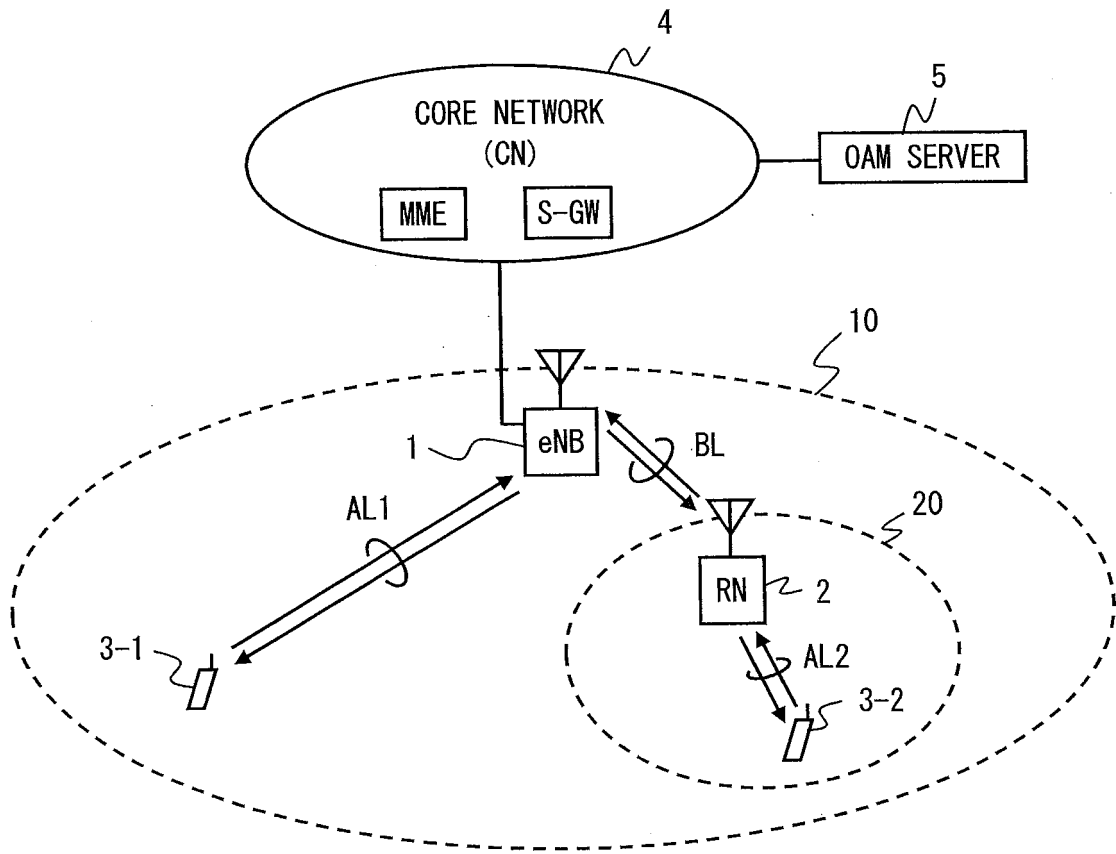 4
CORE NETWORK
(CN)
5
OAM SERVER
MME
S-GW
10
1
eNB
BL
AL1
20
RN
2
3-1
AL2
3-2